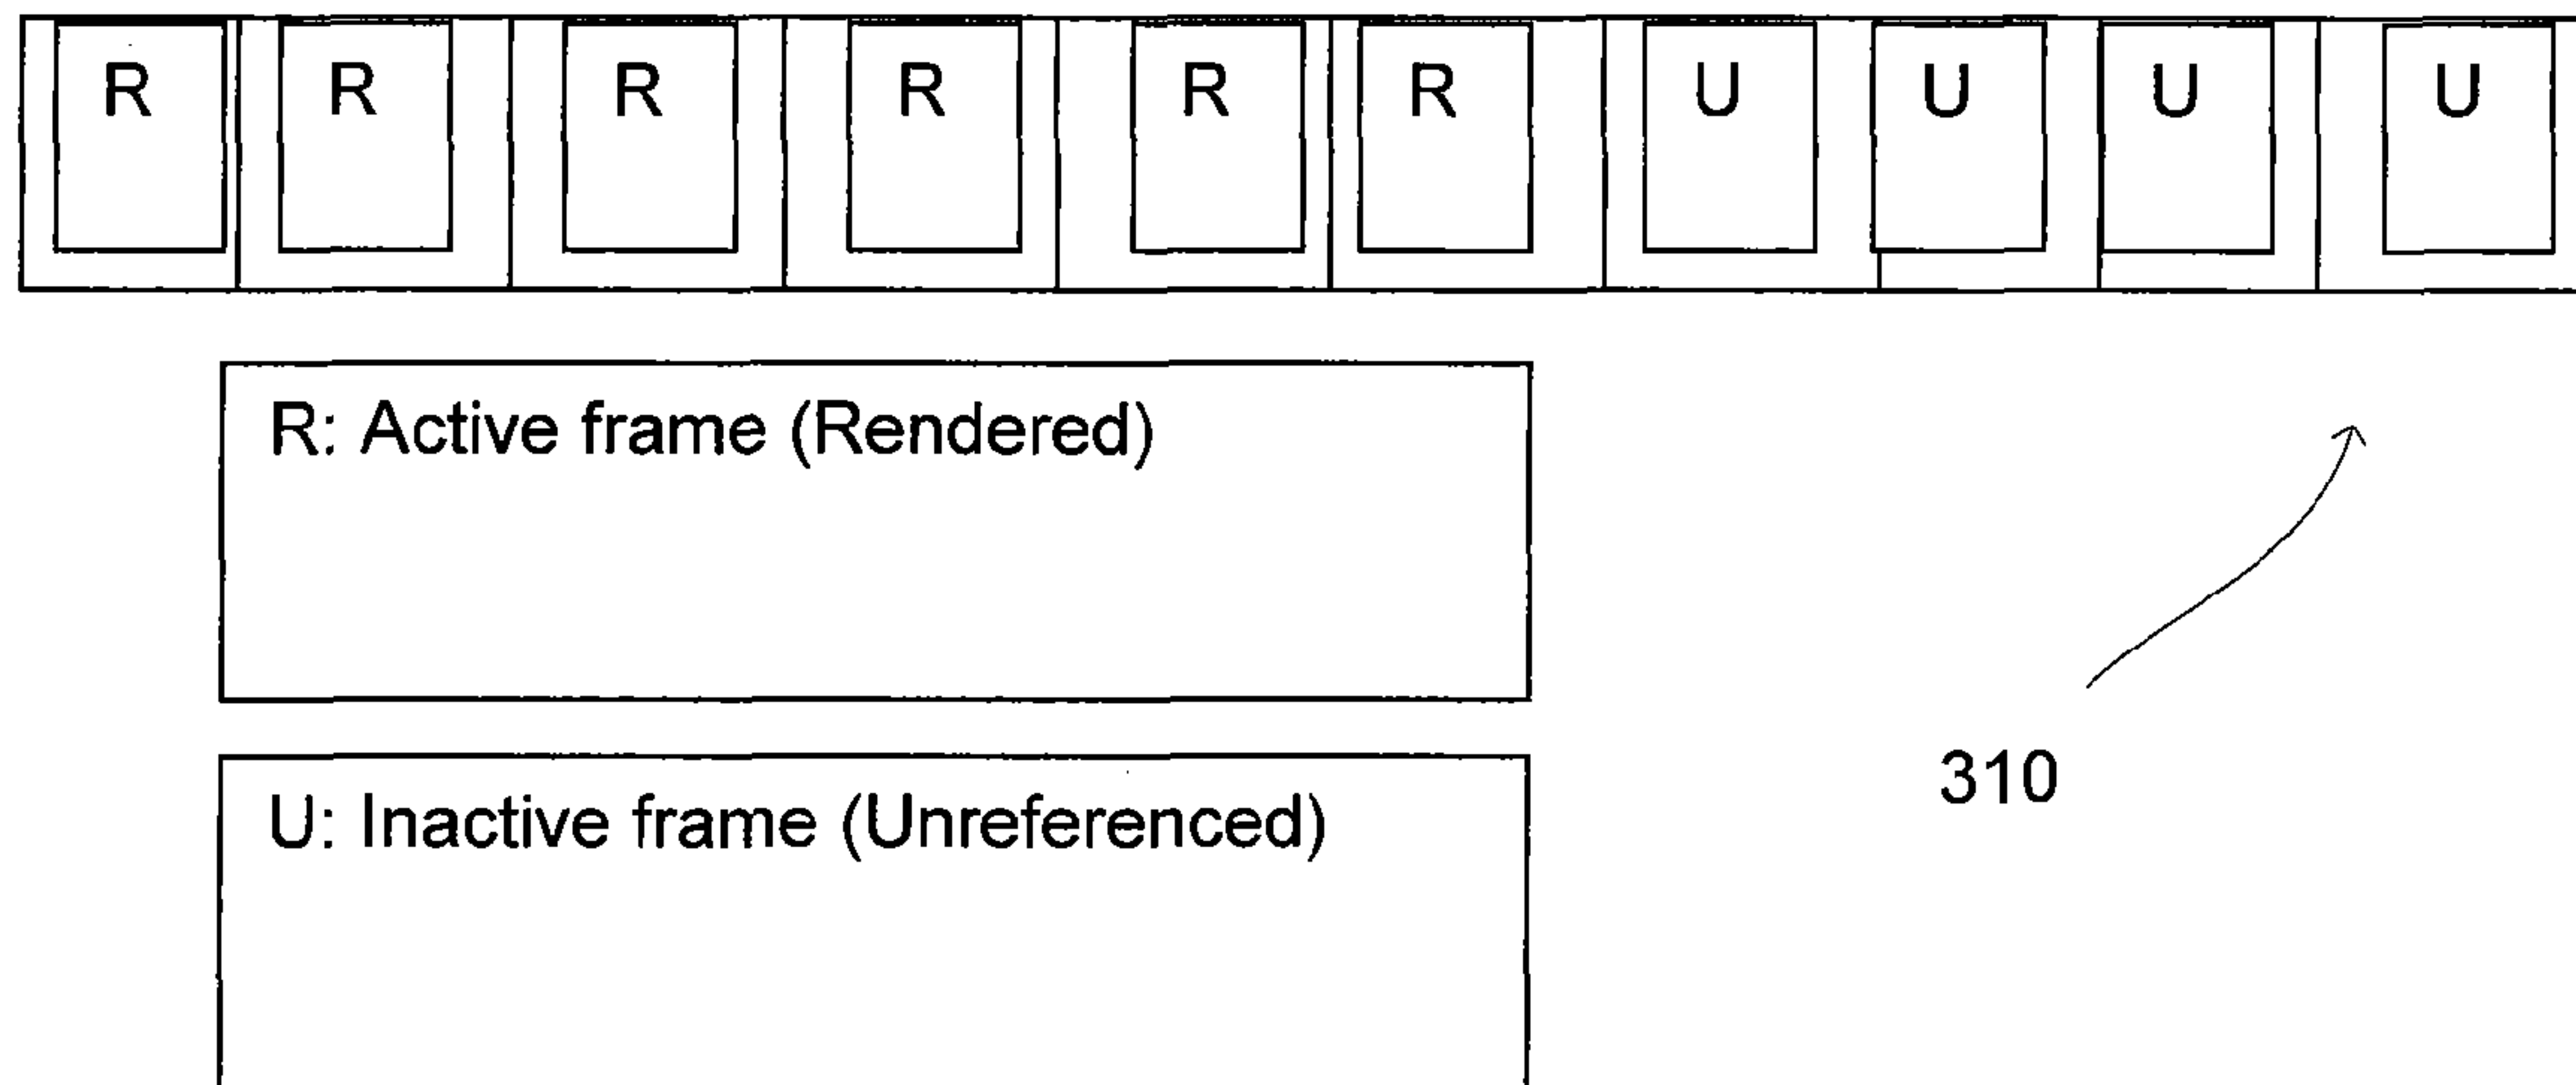 R R R R R R U U U U
R: Active frame (Rendered)
U: Inactive frame (Unreferenced)
310